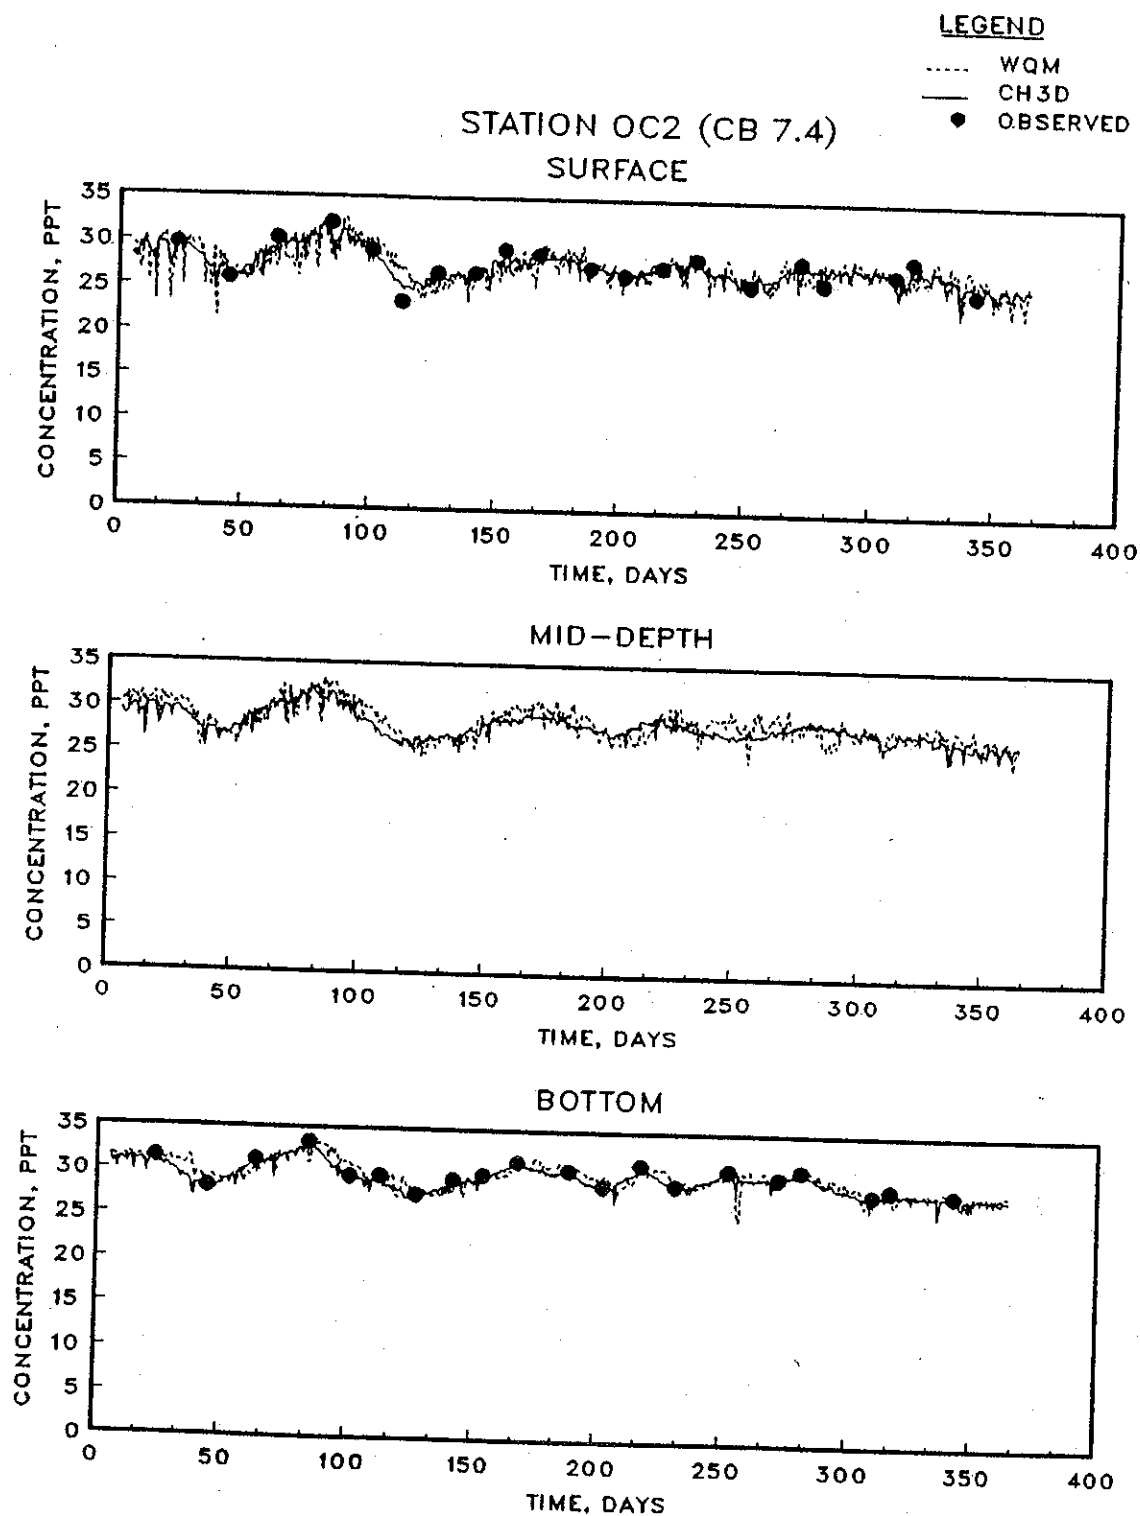 LEGEND
WQM
CH3D
OBSERVED
STATION OC2 (CB 7.4)
SURFACE
CONCENTRATION, PPT
35
30
25
20
15
10
5
0
0 50 100 150 200 250 300 350 400
TIME, DAYS
MID-DEPTH
CONCENTRATION, PPT
35
30
25
20
15
10
5
0
0 50 100 150 200 250 300 350 400
TIME, DAYS
BOTTOM
CONCENTRATION, PPT
35
30
25
20
15
10
5
0
0 50 100 150 200 250 300 350 400
TIME, DAYS